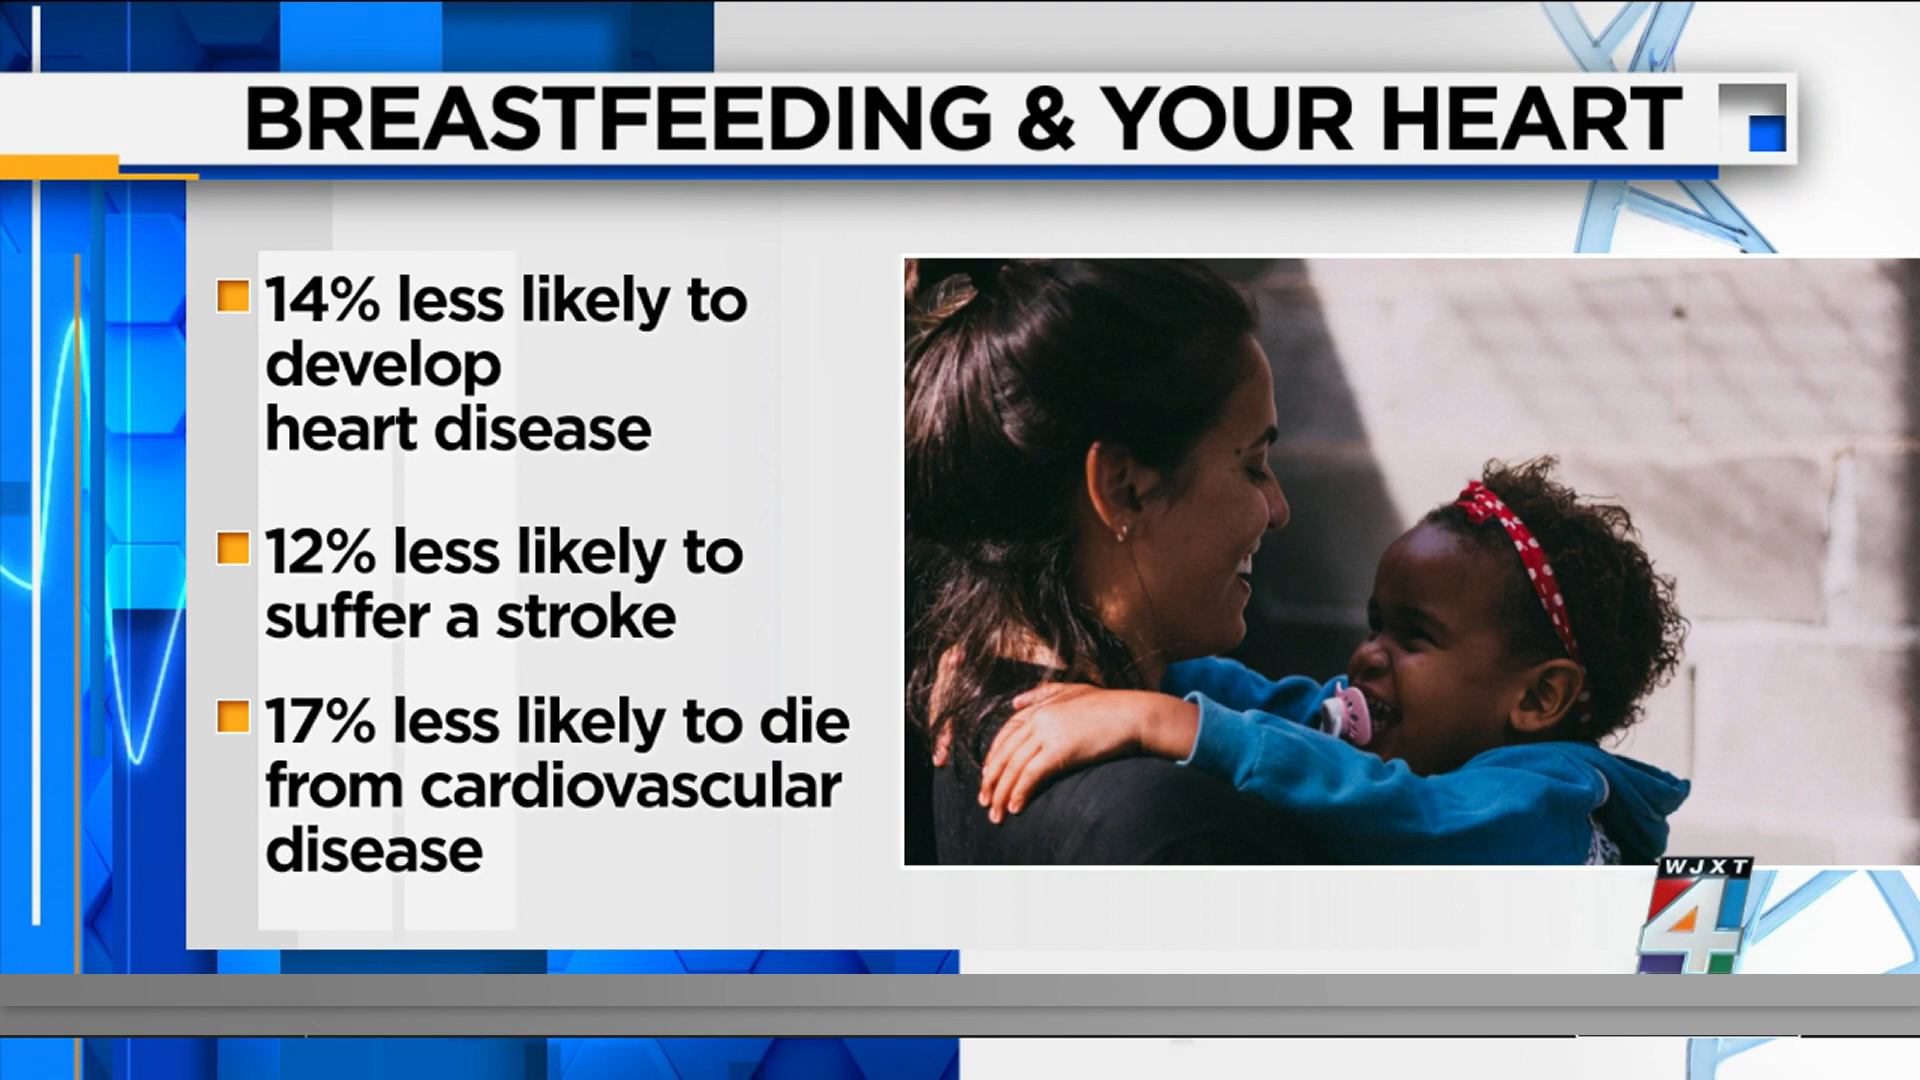 BREASTFEEDING & YOUR HEART
14% less likely to
develop
heart disease
12% less likely to
suffer a stroke
17% less likely to die
from cardiovascular
disease
WJXT
4